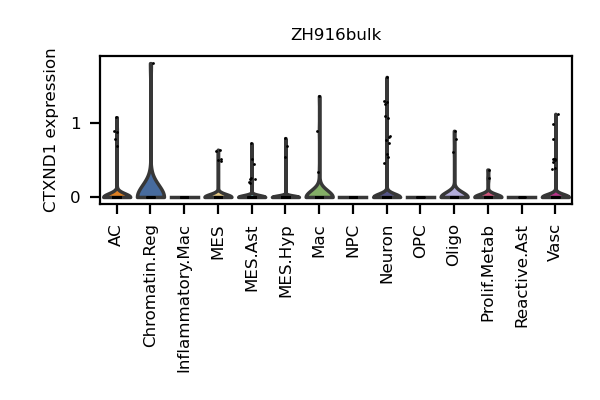 ZH916bulk
CTXND1 expression
1
0
AC
Chromatin.Reg
Inflammatory.Mac
MES
MES.Ast
MES.Hyp
Mac
NPC
Neuron
OPC
Oligo
Prolif.Metab
Reactive.Ast
Vasc